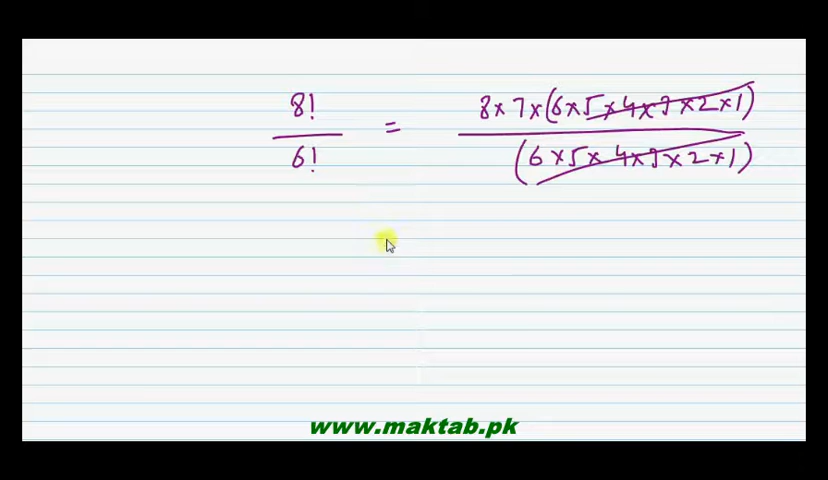 8! = 8 x 7 x (6 x 5 x 4 x 3 x 2 x 1)
6! (6 x 5 x 4 x 3 x 2 x 1)
www.maktab.pk